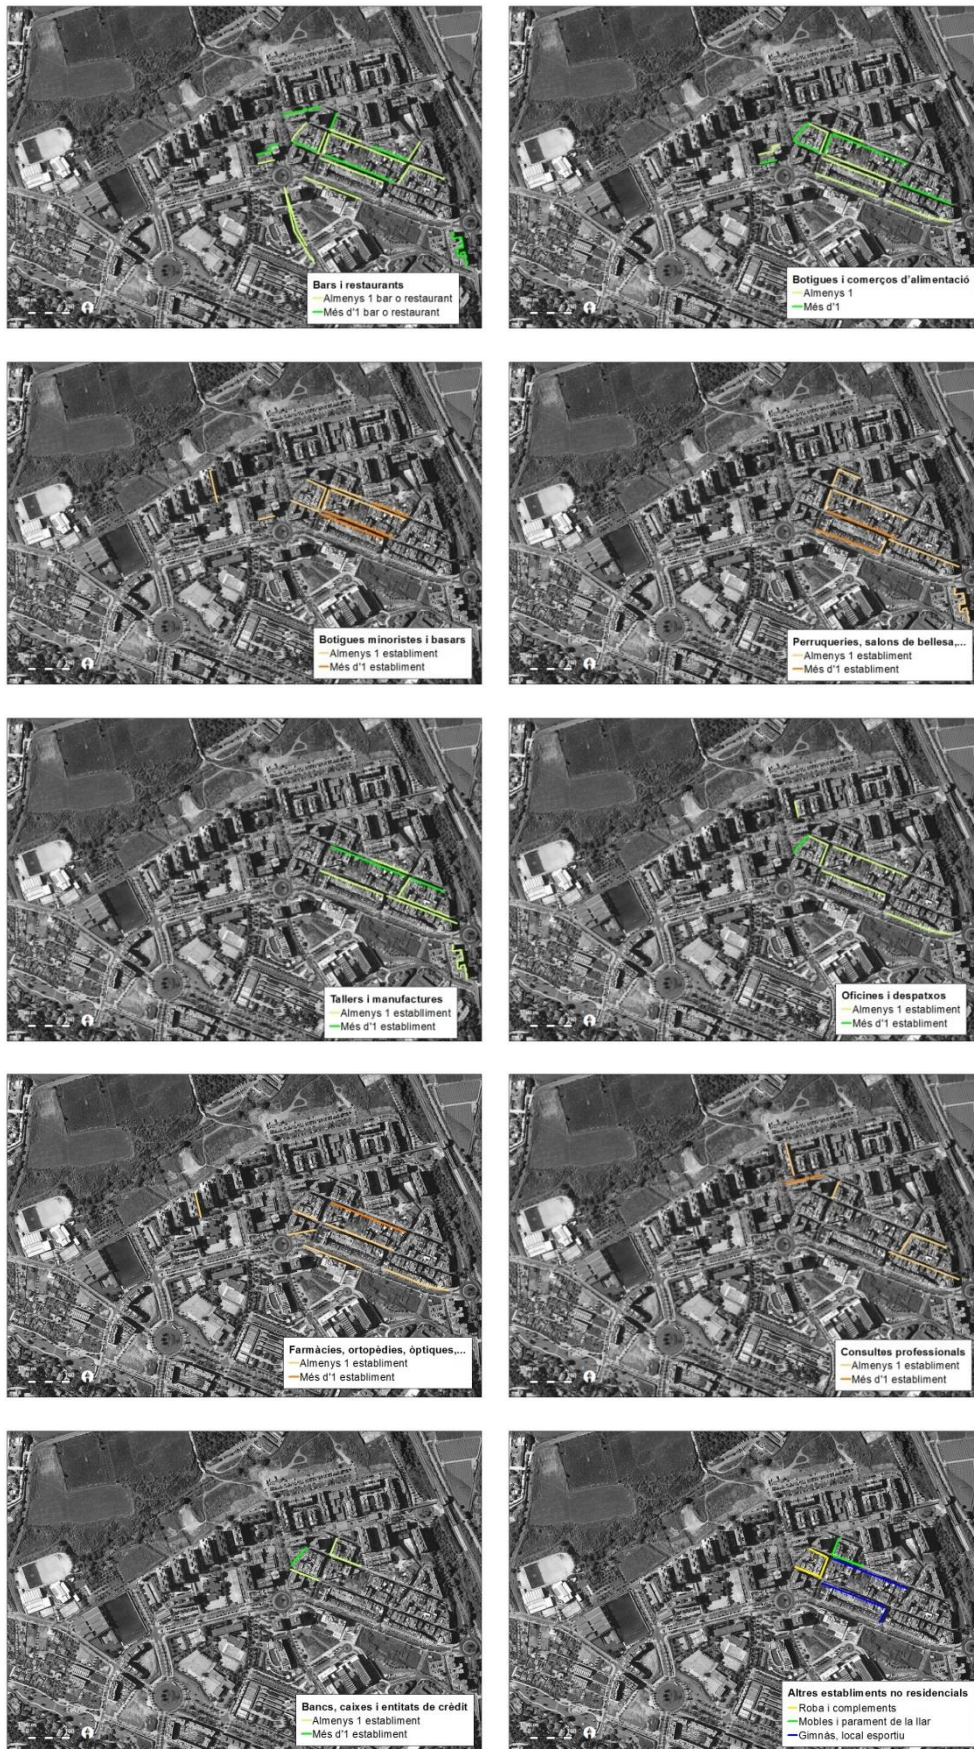 Bars i restaurants
Almenys 1 bar o restaurant
Més d'1 bar o restaurant
Botigues i comerços d'alimentació
Almenys 1
Més d'1
Botigues minoristes i basars
Almenys 1 establiment
Més d'1 establiment
Perruqueries, salons de bellesa,...
Almenys 1 establiment
Més d'1 establiment
Tallers i manufactures
Almenys 1 establliment
Més d'1 establiment
Oficines i despatxos
Almenys 1 establiment
Més d'1 establiment
Farmàcies, ortopèdies, òptiques,...
Almenys 1 establiment
Més d'1 establiment
Consultes professionals
Almenys 1 establiment
Més d'1 establiment
Bancs, caixes i entitats de crèdit
Almenys 1 establiment
Més d'1 establiment
Altres establiments no residencials
Roba i complements
Mobles i parament de la llar
Gimnàs, local esportiu